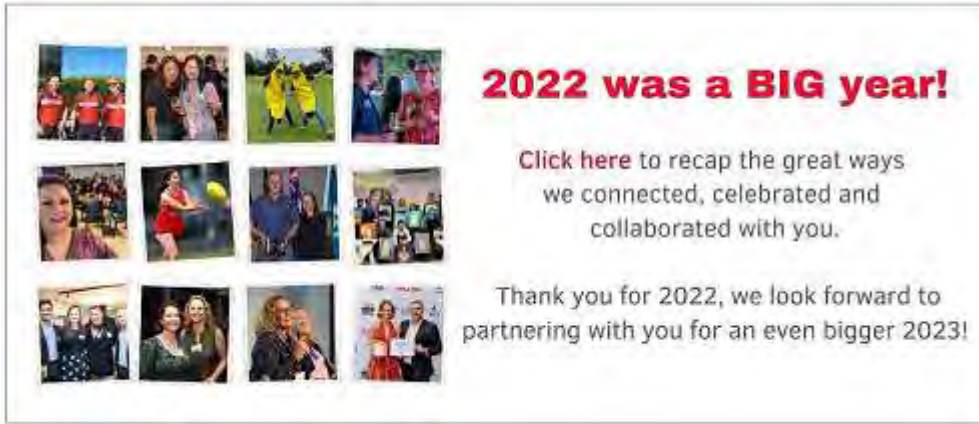 2022 was a BIG year!
Click here to recap the great ways
we connected, celebrated and
collaborated with you.
Thank you for 2022, we look forward to
partnering with you for an even bigger 2023!